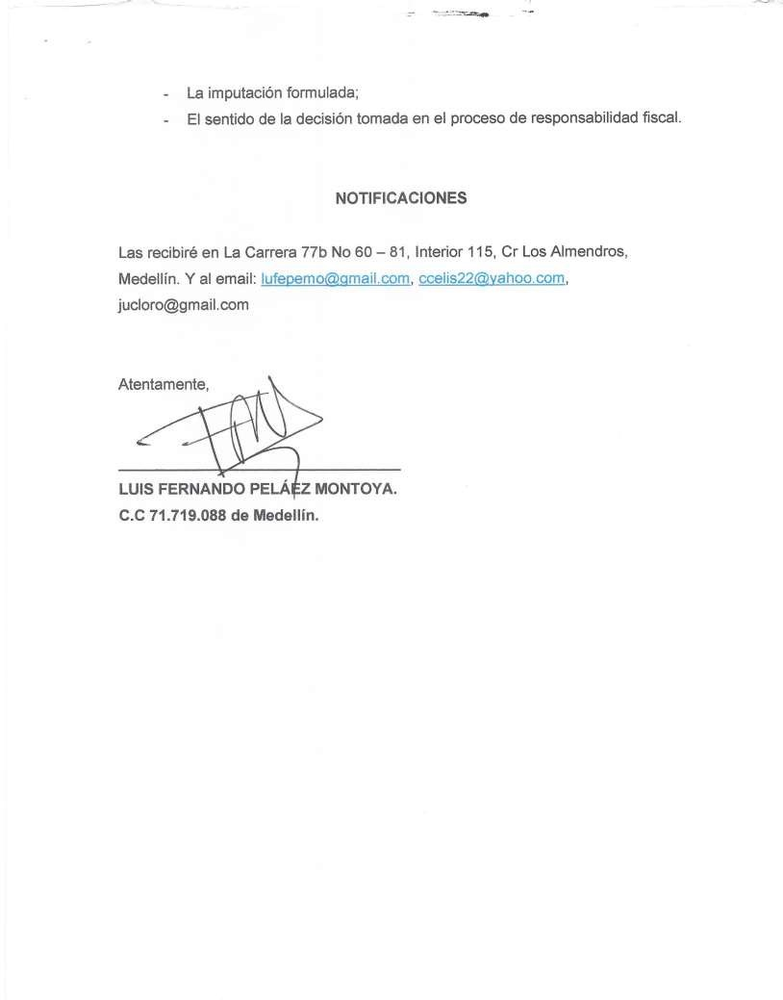 - La imputación formulada;
- El sentido de la decisión tomada en el proceso de responsabilidad fiscal.
NOTIFICACIONES
Las recibiré en La Carrera 77b No 60 – 81, Interior 115, Cr Los Almendros,
Medellín. Y al email: lufepemo@gmail.com, ccelis22@yahoo.com,
jucloro@gmail.com
Atentamente,
LUIS FERNANDO PELÁEZ MONTOYA.
C.C 71.719.088 de Medellín.